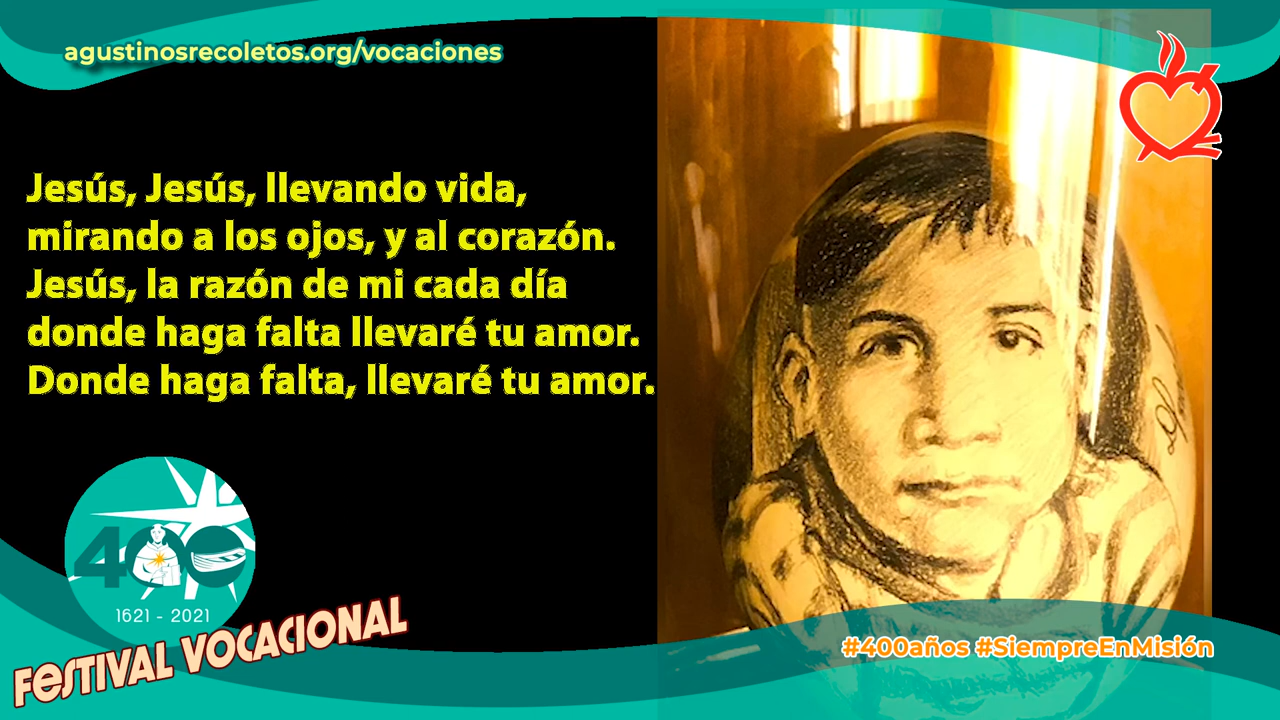 agustinosrecoletos.org/vocaciones
Jesús, Jesús, llevando vida,
mirando a los ojos, y al corazón.
Jesús, la razón de mi cada día
donde haga falta llevaré tu amor.
Donde haga falta, llevaré tu amor.
400
1621 - 2021
FESTIVAL VOCACIONAL
#400años #SiempreEnMisión